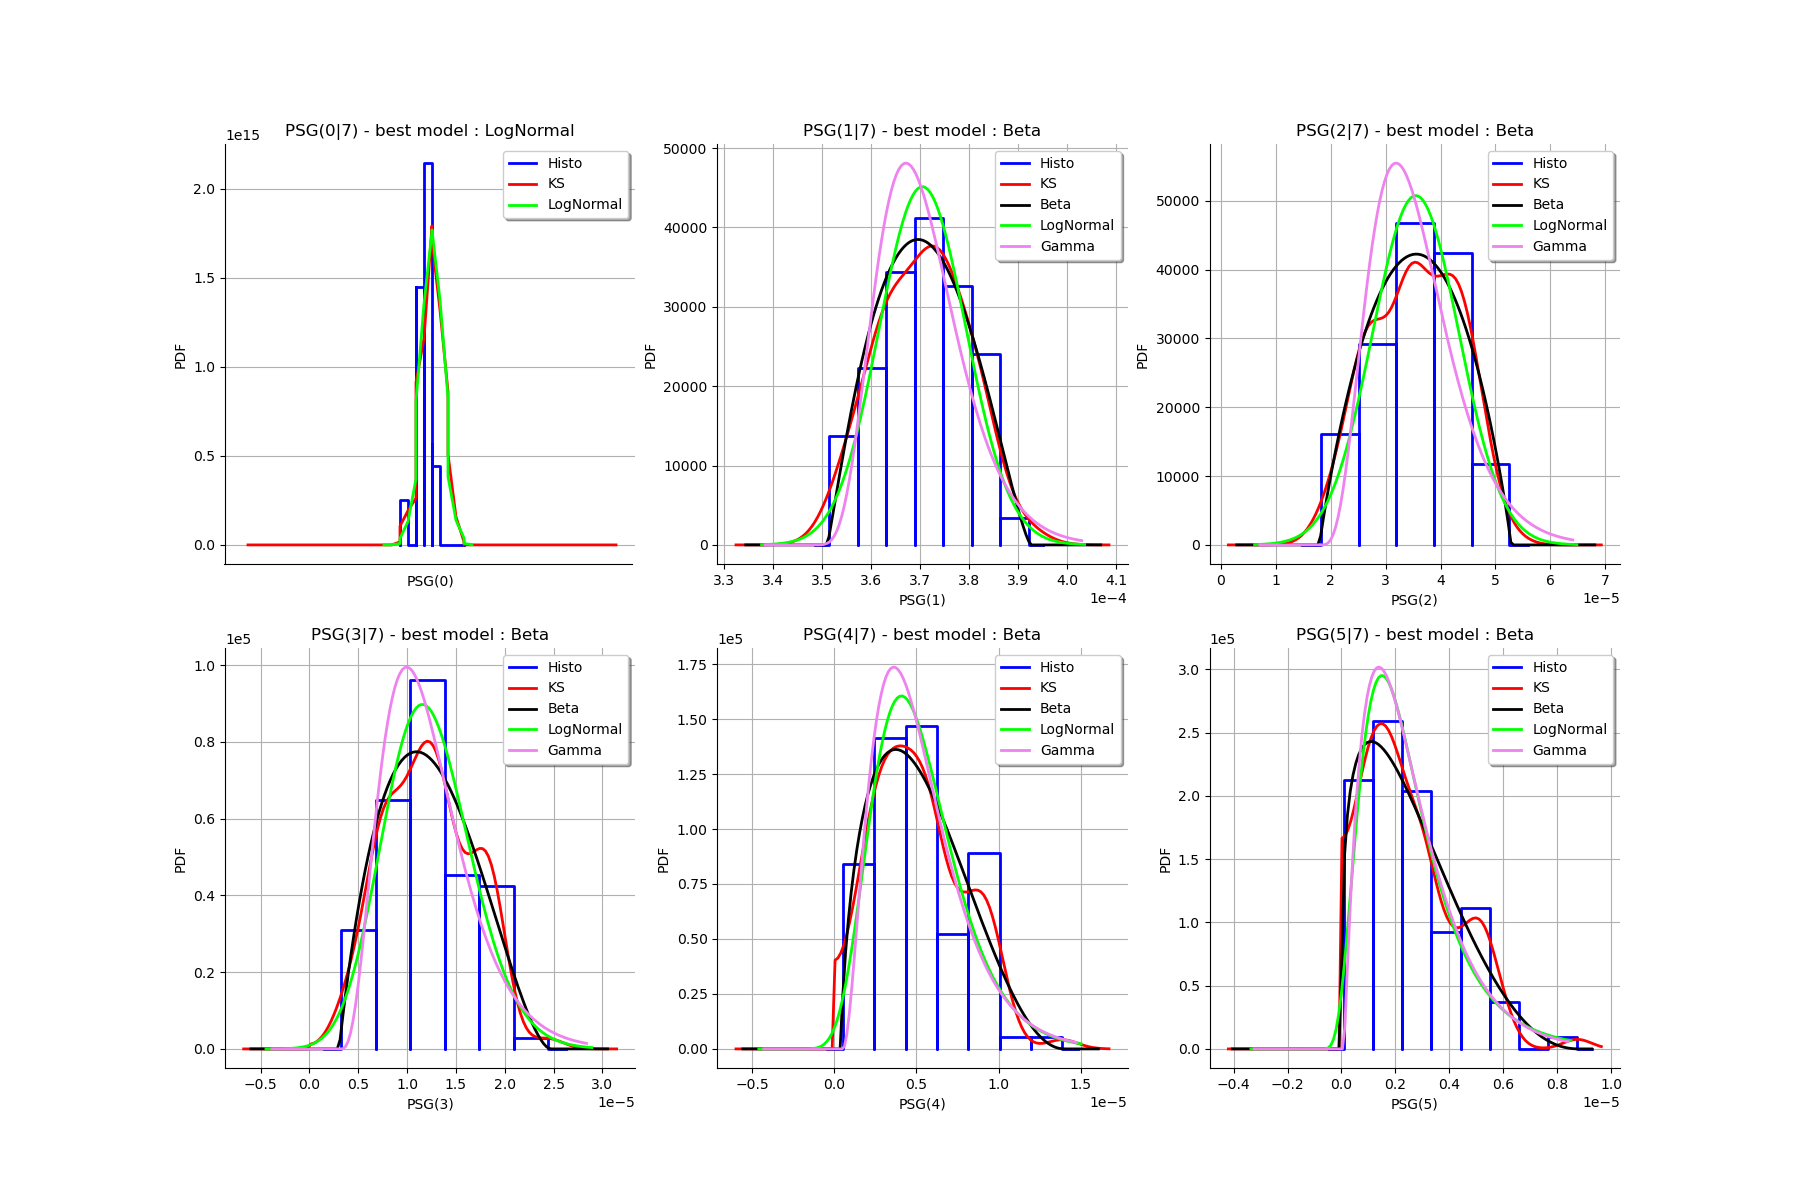 PSG(0|7) - best model : LogNormal
1e15
PDF
2.0
1.5
1.0
0.5
0.0
Histo
KS
LogNormal
PSG(0)
PSG(1|7) - best model : Beta
PDF
50000
40000
30000
20000
10000
0
Histo
KS
Beta
LogNormal
Gamma
3.3 3.4 3.5 3.6 3.7 3.8 3.9 4.0 4.1
PSG(1)
1e−4
PSG(2|7) - best model : Beta
PDF
50000
40000
30000
20000
10000
0
Histo
KS
Beta
LogNormal
Gamma
0 1 2 3 4 5 6 7
PSG(2)
1e−5
PSG(3|7) - best model : Beta
1e5
PDF
1.0
0.8
0.6
0.4
0.2
0.0
Histo
KS
Beta
LogNormal
Gamma
−0.5 0.0 0.5 1.0 1.5 2.0 2.5 3.0
PSG(3)
1e−5
PSG(4|7) - best model : Beta
1e5
PDF
1.75
1.50
1.25
1.00
0.75
0.50
0.25
0.00
Histo
KS
Beta
LogNormal
Gamma
−0.5 0.0 0.5 1.0 1.5
PSG(4)
1e−5
PSG(5|7) - best model : Beta
1e5
PDF
3.0
2.5
2.0
1.5
1.0
0.5
0.0
Histo
KS
Beta
LogNormal
Gamma
−0.4 −0.2 0.0 0.2 0.4 0.6 0.8 1.0
PSG(5)
1e−5